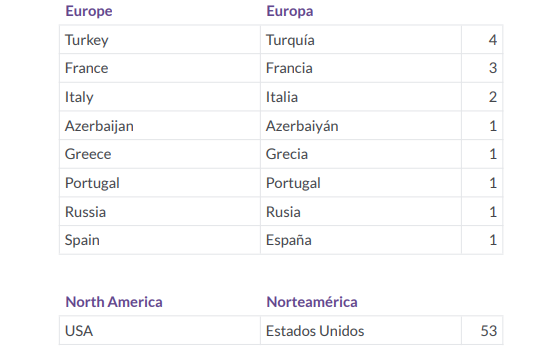 Europe Europa
Turkey Turquía 4
France Francia 3
Italy Italia 2
Azerbaijan Azerbaiyán 1
Greece Grecia 1
Portugal Portugal 1
Russia Rusia 1
Spain España 1
North America Norteamérica
USA Estados Unidos 53